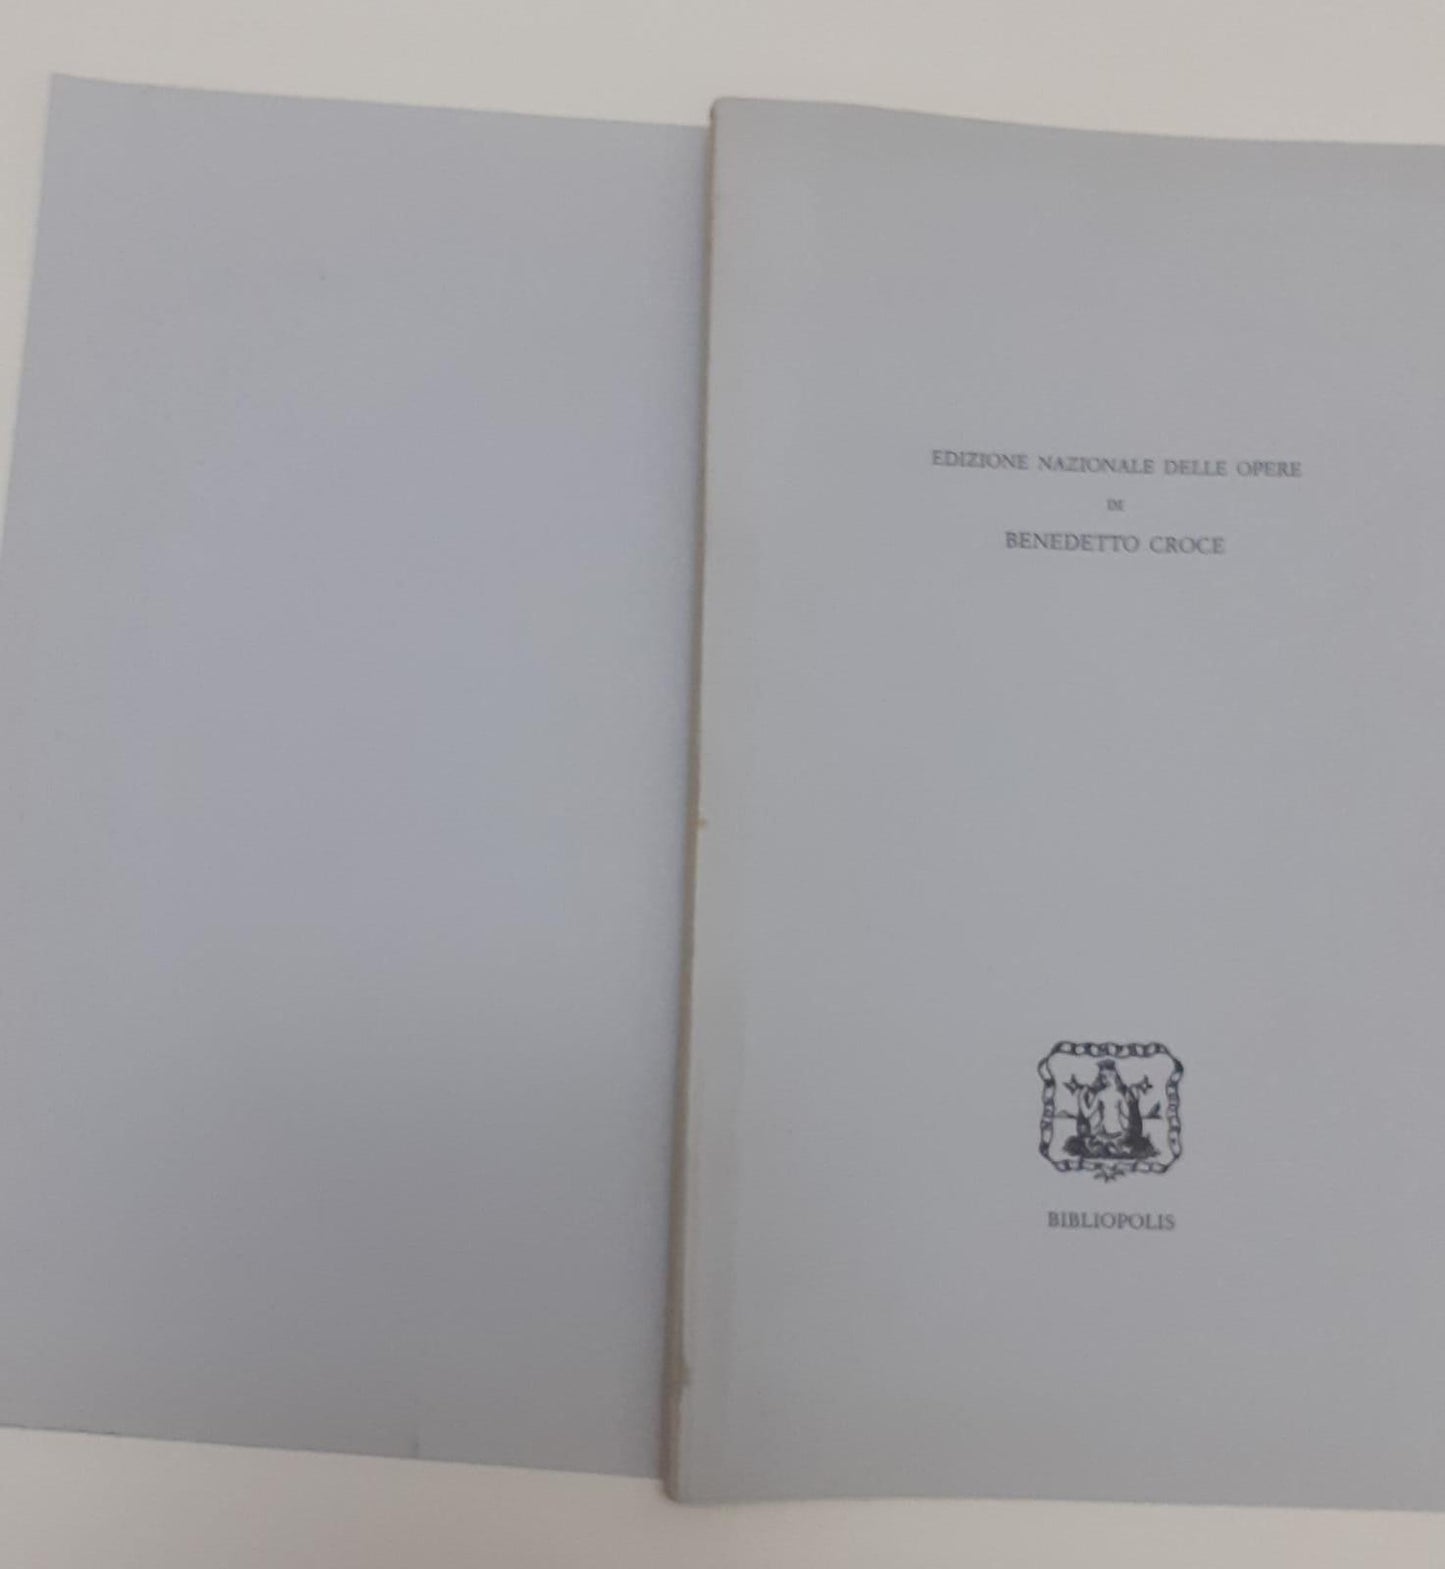 EDIZIONE NAZIONALE DELLE OPERE
DI
BENEDETTO CROCE
BIBLIOPOLIS